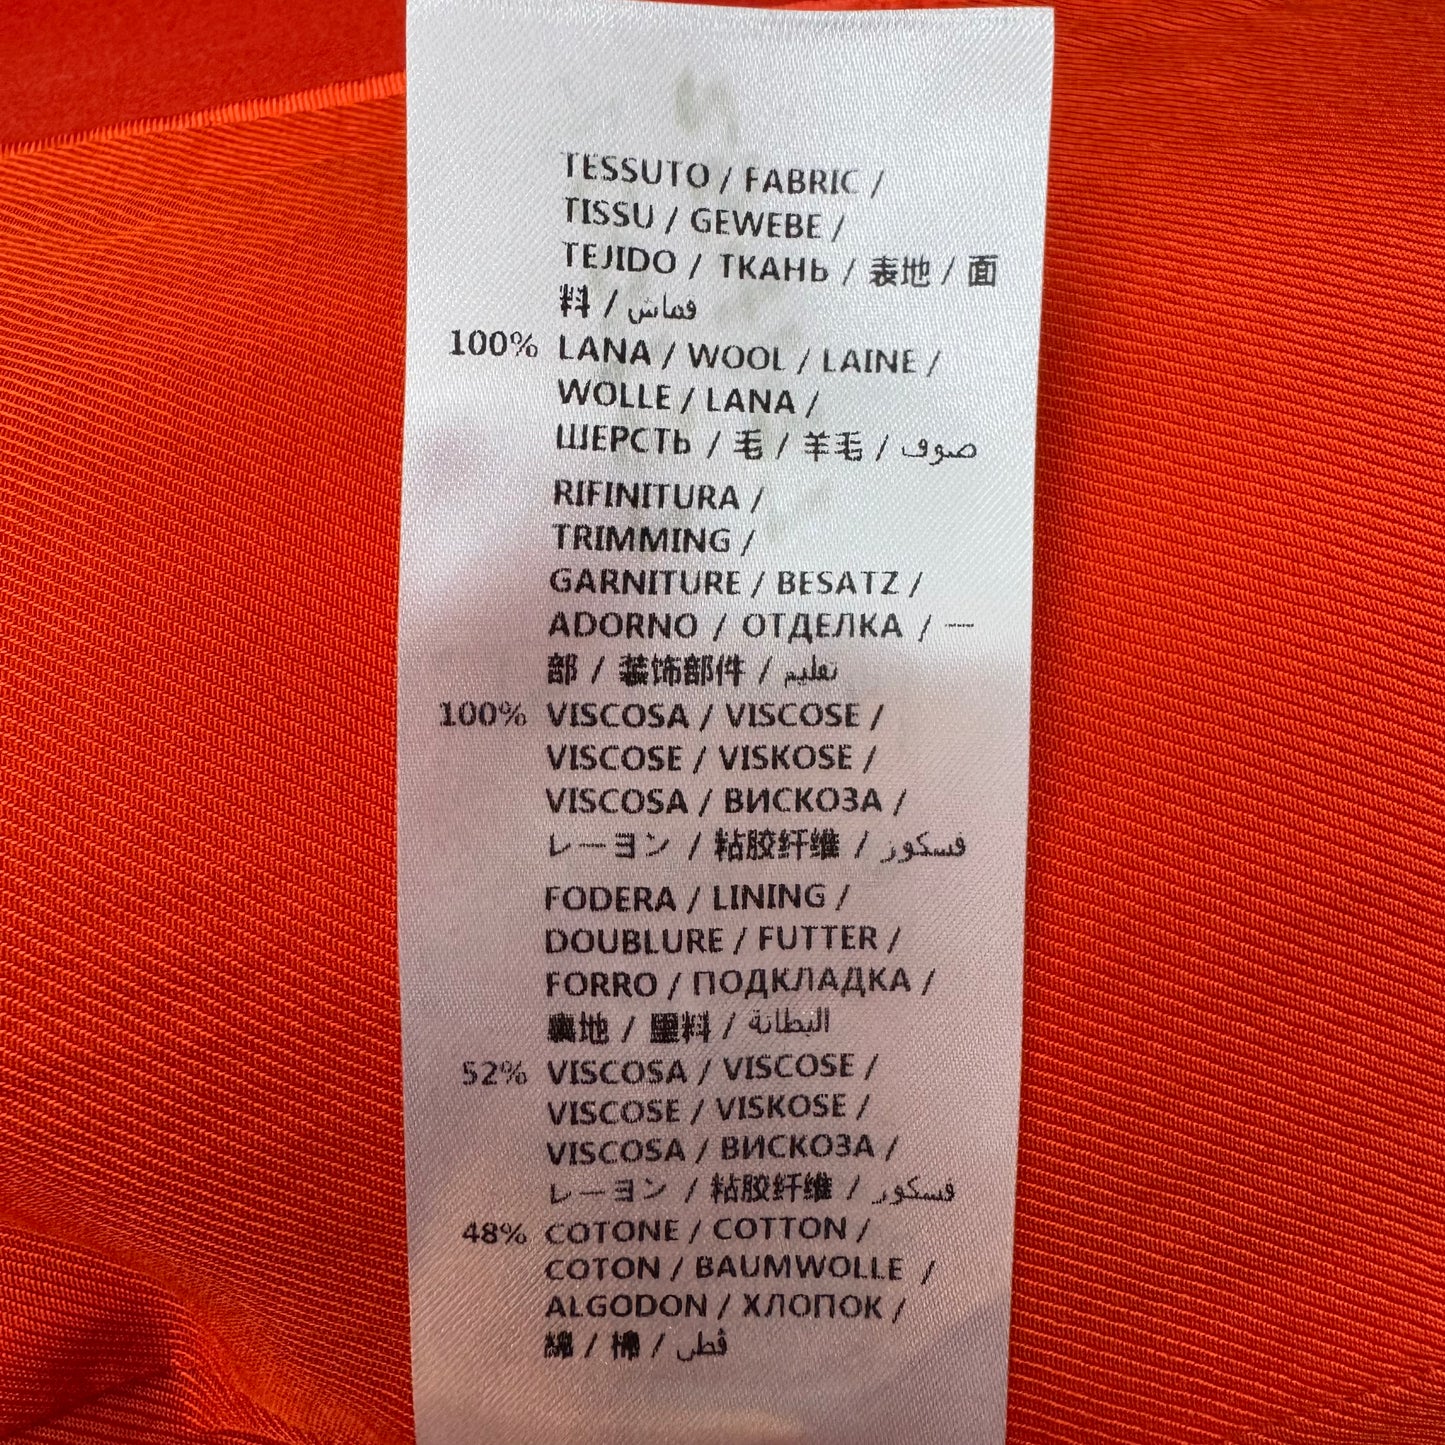 TESSUTO / FABRIC /
TISSU / GEWEBE /
TEJIDO / ТКАНЬ / 表地 / 面
料 / قماش
100% LANA / WOOL / LAINE /
WOLLE / LANA /
ШЕРСТЬ / 毛 / 羊毛 / صوف
RIFINITURA /
TRIMMING /
GARNITURE / BESATZ /
ADORNO / ОТДЕЛКА / 一
部 / 装饰部件 / تقليم
100% VISCOSA / VISCOSE /
VISCOSE / VISKOSE /
VISCOSA / ВИСКОЗА /
レーヨン / 粘胶纤维 / فسكوز
FODERA / LINING /
DOUBLURE / FUTTER /
FORRO / ПОДКЛАДКА /
裏地 / 里料 / البطانة
52% VISCOSA / VISCOSE /
VISCOSE / VISKOSE /
VISCOSA / ВИСКОЗА /
レーヨン / 粘胶纤维 / فسكوز
48% COTONE / COTTON /
COTON / BAUMWOLLE /
ALGODON / ХЛОПОК /
綿 / 棉 / قطن